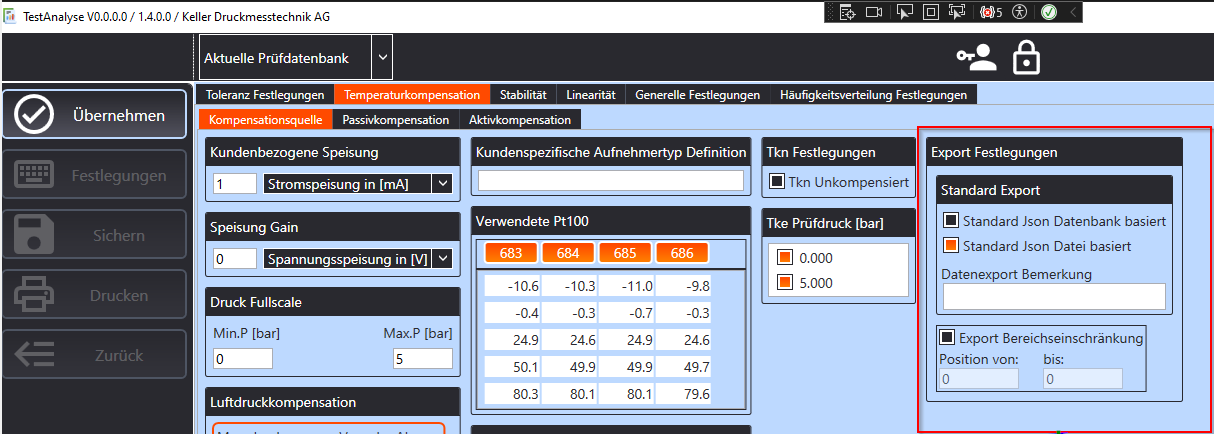 TestAnalyse V0.0.0.0 / 1.4.0.0 / Keller Druckmesstechnik AG
5
Aktuelle Prüfdatenbank
Übernehmen
Festlegungen
Sichern
Drucken
Zurück
Toleranz Festlegungen Temperaturkompensation Stabilität Linearität Generelle Festlegungen Häufigkeitsverteilung Festlegungen
Kompensationsquelle Passivkompensation Aktivkompensation
Kundenbezogene Speisung
1 Stromspeisung in [mA]
Speisung Gain
0 Spannungsspeisung in [V]
Druck Fullscale
Min.P [bar] Max.P [bar]
0 5
Luftdruckkompensation
Kundenspezifische Aufnehmertyp Definition
Verwendete Pt100
683 684 685 686
-10.6 -10.3 -11.0 -9.8
-0.4 -0.3 -0.7 -0.3
24.9 24.6 24.9 24.6
50.1 49.9 49.9 49.7
80.3 80.1 80.1 79.6
Tkn Festlegungen
Tkn Unkompensiert
Tke Prüfdruck [bar]
0.000
5.000
Export Festlegungen
Standard Export
Standard Json Datenbank basiert
Standard Json Datei basiert
Datenexport Bemerkung
Export Bereichseinschränkung
Position von: bis:
0 0